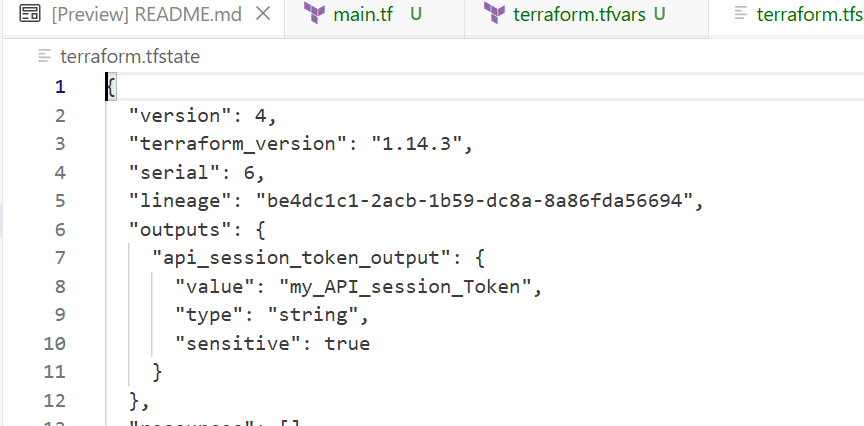 [Preview] README.md main.tf U terraform.tfvars U terraform.tfs
terraform.tfstate
1 {
2 "version": 4,
3 "terraform_version": "1.14.3",
4 "serial": 6,
5 "lineage": "be4dc1c1-2acb-1b59-dc8a-8a86fda56694",
6 "outputs": {
7 "api_session_token_output": {
8 "value": "my_API_session_Token",
9 "type": "string",
10 "sensitive": true
11 }
12 },